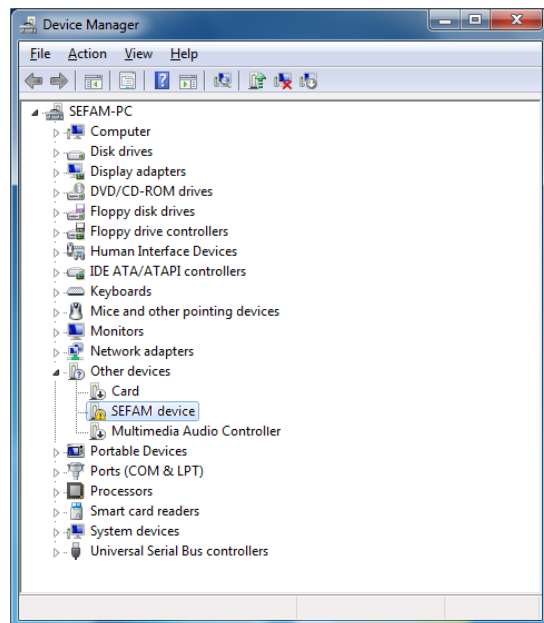 Device Manager
File Action View Help
SEFAM-PC
Computer
Disk drives
Display adapters
DVD/CD-ROM drives
Floppy disk drives
Floppy drive controllers
Human Interface Devices
IDE ATA/ATAPI controllers
Keyboards
Mice and other pointing devices
Monitors
Network adapters
Other devices
Card
SEFAM device
Multimedia Audio Controller
Portable Devices
Ports (COM & LPT)
Processors
Smart card readers
System devices
Universal Serial Bus controllers